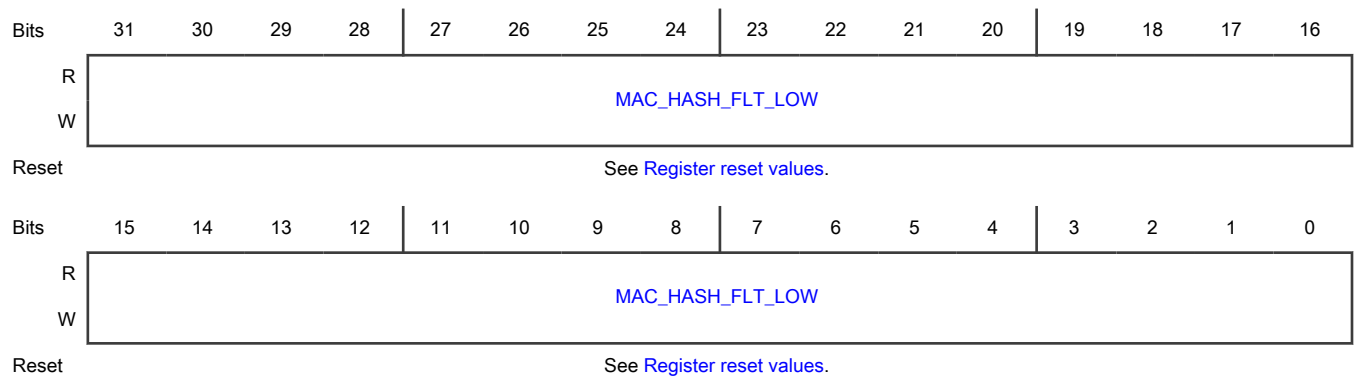 Bits 31 30 29 28 27 26 25 24 23 22 21 20 19 18 17 16
R
MAC_HASH_FLT_LOW
W
Reset See Register reset values.
Bits 15 14 13 12 11 10 9 8 7 6 5 4 3 2 1 0
R
MAC_HASH_FLT_LOW
W
Reset See Register reset values.